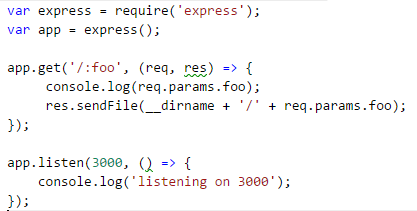 var express = require('express');
var app = express();
app.get('/:foo', (req, res) => {
console.log(req.params.foo);
res.sendFile(__dirname + '/' + req.params.foo);
});
app.listen(3000, () => {
console.log('listening on 3000');
});